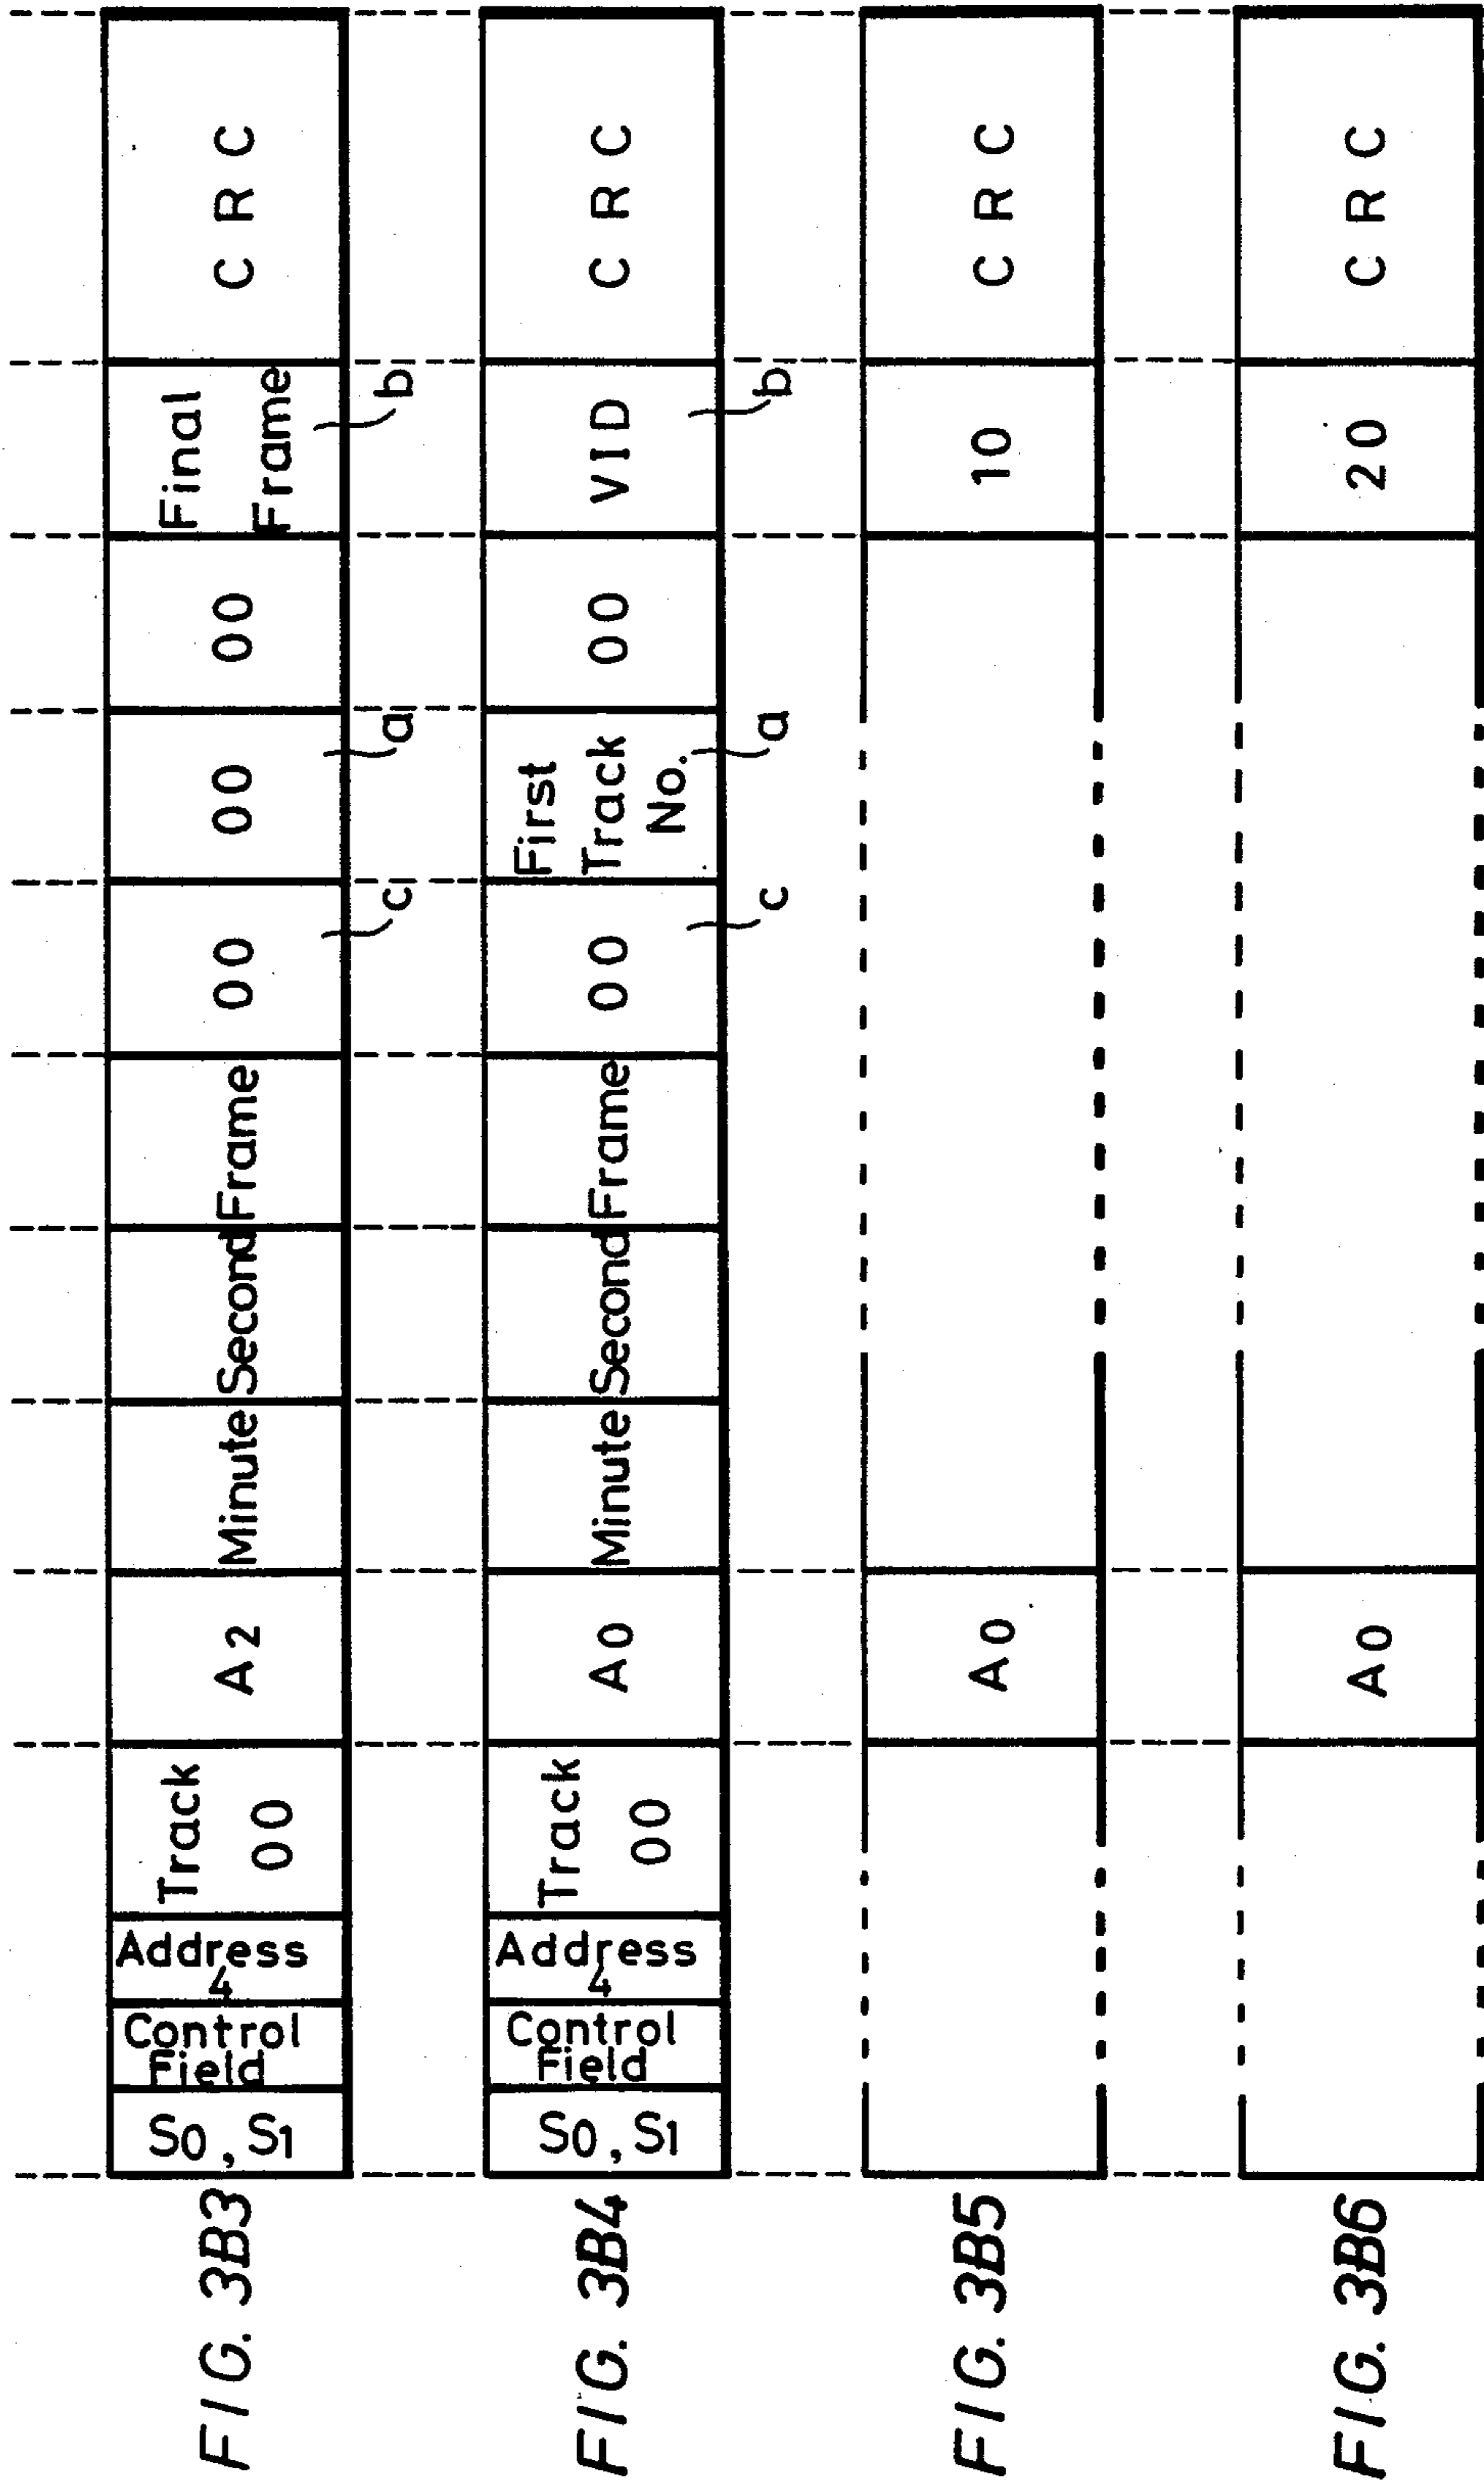 FIG. 3B3
S0, S1
Control
Field
Address
4
Track
00
A2
Minute
Second
Frame
00
c
00
a
00
Final
Frame
b
CRC
FIG. 3B4
S0, S1
Control
Field
Address
4
Track
00
A0
Minute
Second
Frame
00
c
First
Track
No.
a
00
VID
b
CRC
FIG. 3B5
A0
10
CRC
FIG. 3B6
A0
20
CRC